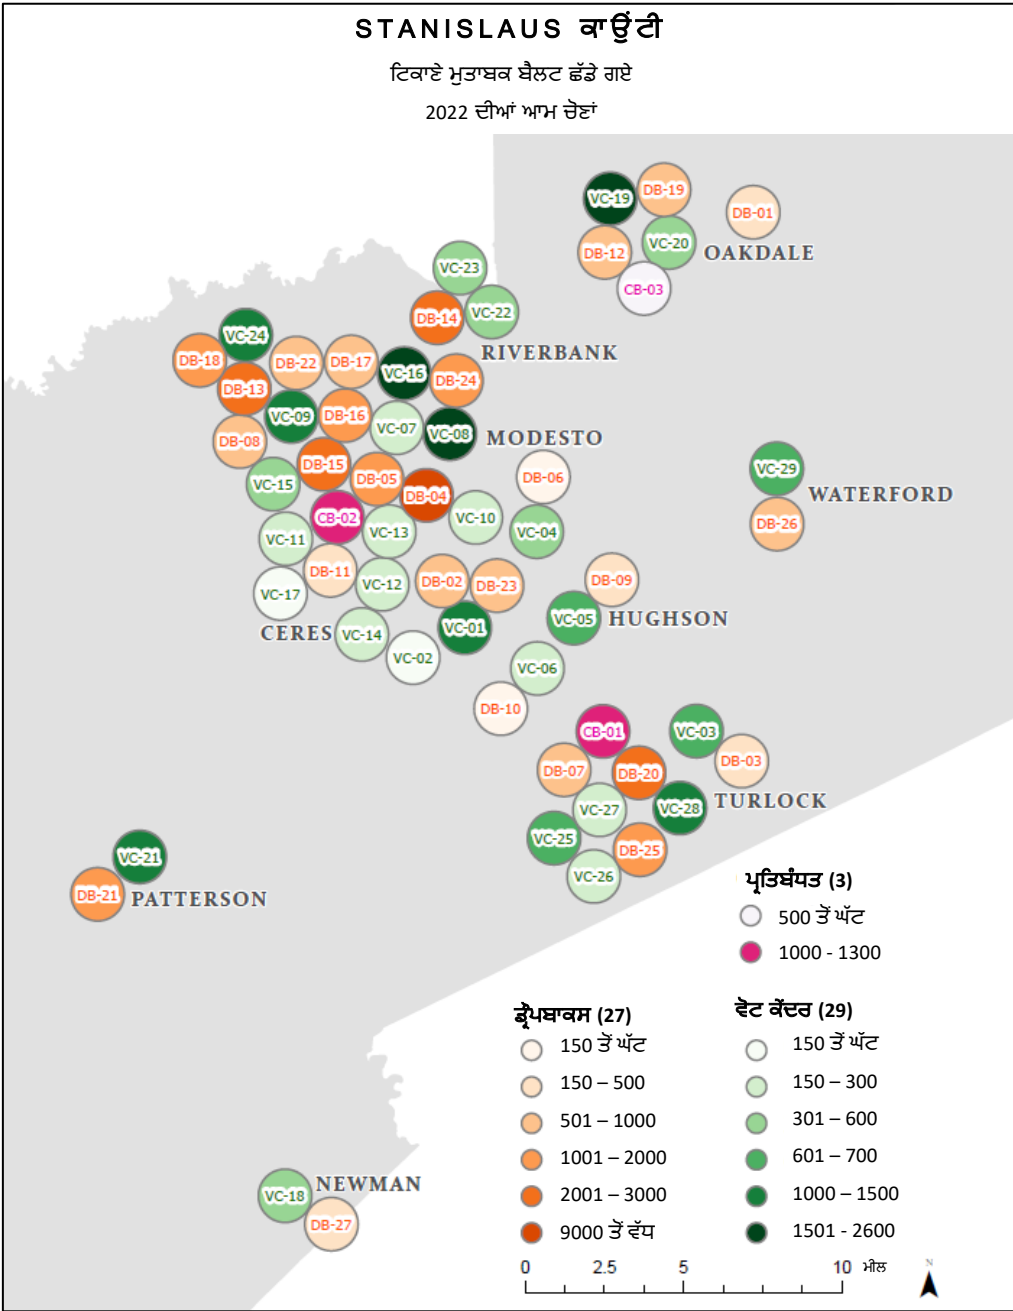 STANISLAUS ਕਾਉਂਟੀ
ਟਿਕਾਣੇ ਮੁਤਾਬਕ ਬੈਲਟ ਛੱਡੇ ਗਏ
2022 ਦੀਆਂ ਆਮ ਚੋਣਾਂ
VC-19
DB-19
DB-01
DB-12
VC-20
OAKDALE
CB-03
VC-23
DB-14
VC-22
RIVERBANK
VC-24
DB-18
DB-22
DB-17
VC-16
DB-24
DB-13
VC-09
DB-16
VC-07
VC-08
MODESTO
DB-08
DB-15
DB-05
DB-06
VC-15
DB-04
VC-29
WATERFORD
CB-02
VC-10
DB-26
VC-11
VC-13
VC-04
DB-11
VC-12
DB-02
DB-23
DB-09
VC-17
VC-05
HUGHSON
CERES
VC-14
VC-01
VC-02
VC-06
DB-10
CB-01
VC-03
DB-07
DB-20
DB-03
VC-27
VC-28
TURLOCK
VC-25
DB-25
VC-26
VC-21
DB-21
PATTERSON
ਪ੍ਰਤਿਬੰਧਤ (3)
500 ਤੋਂ ਘੱਟ
1000 - 1300
ਡ੍ਰੌਪਬਾਕਸ (27)
150 ਤੋਂ ਘੱਟ
150 – 500
501 – 1000
1001 – 2000
2001 – 3000
9000 ਤੋਂ ਵੱਧ
ਵੋਟ ਕੇਂਦਰ (29)
150 ਤੋਂ ਘੱਟ
150 – 300
301 – 600
601 – 700
1000 – 1500
1501 - 2600
VC-18
NEWMAN
DB-27
0 2.5 5 10 ਮੀਲ
N